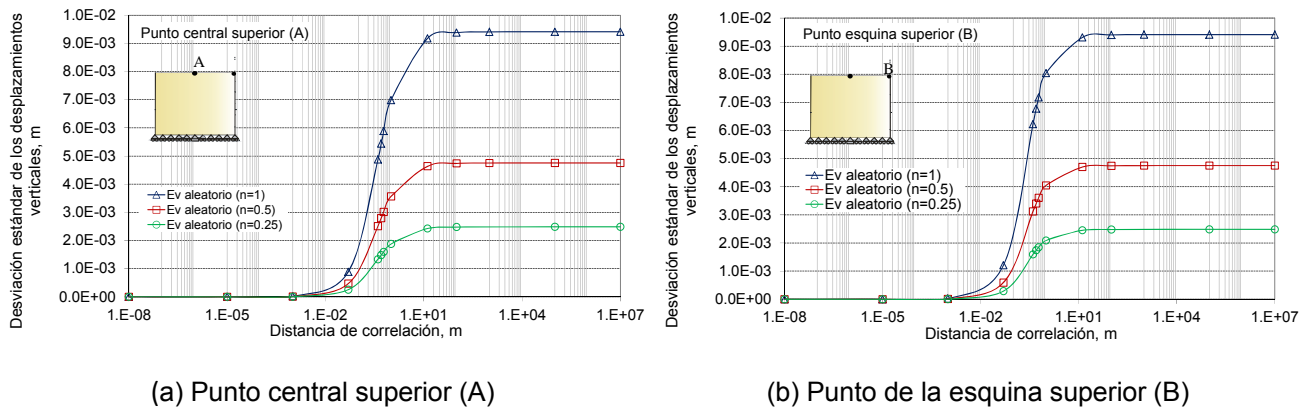 Desviación estándar de los desplazamientos
verticales, m
1.0E-02
9.0E-03
8.0E-03
7.0E-03
6.0E-03
5.0E-03
4.0E-03
3.0E-03
2.0E-03
1.0E-03
0.0E+00
Punto central superior (A)
A
Ev aleatorio (n=1)
Ev aleatorio (n=0.5)
Ev aleatorio (n=0.25)
1.E-08
1.E-05
1.E-02
1.E+01
1.E+04
1.E+07
Distancia de correlación, m
(a) Punto central superior (A)
Desviación estándar de los desplazamientos
verticales, m
1.0E-02
9.0E-03
8.0E-03
7.0E-03
6.0E-03
5.0E-03
4.0E-03
3.0E-03
2.0E-03
1.0E-03
0.0E+00
Punto esquina superior (B)
B
Ev aleatorio (n=1)
Ev aleatorio (n=0.5)
Ev aleatorio (n=0.25)
1.E-08
1.E-05
1.E-02
1.E+01
1.E+04
1.E+07
Distancia de correlación, m
(b) Punto de la esquina superior (B)